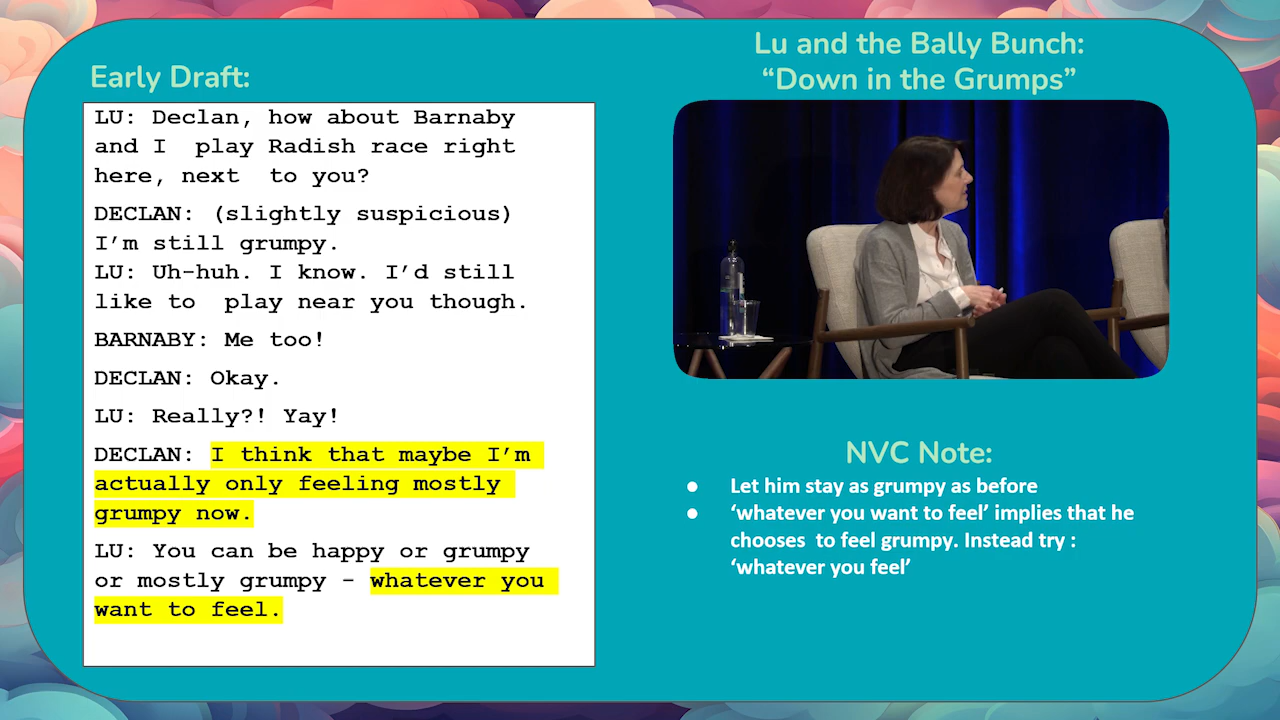 Early Draft:
LU: Declan, how about Barnaby
and I  play Radish race right
here, next  to you?
DECLAN: (slightly suspicious)
I’m still grumpy.
LU: Uh-huh. I know. I’d still
like to  play near you though.
BARNABY: Me too!
DECLAN: Okay.
LU: Really?! Yay!
DECLAN: I think that maybe I’m
actually only feeling mostly
grumpy now.
LU: You can be happy or grumpy
or mostly grumpy – whatever you
want to feel.
Lu and the Bally Bunch:
“Down in the Grumps”
NVC Note:
● Let him stay as grumpy as before
● ‘whatever you want to feel’ implies that he
chooses  to feel grumpy. Instead try :
‘whatever you feel’